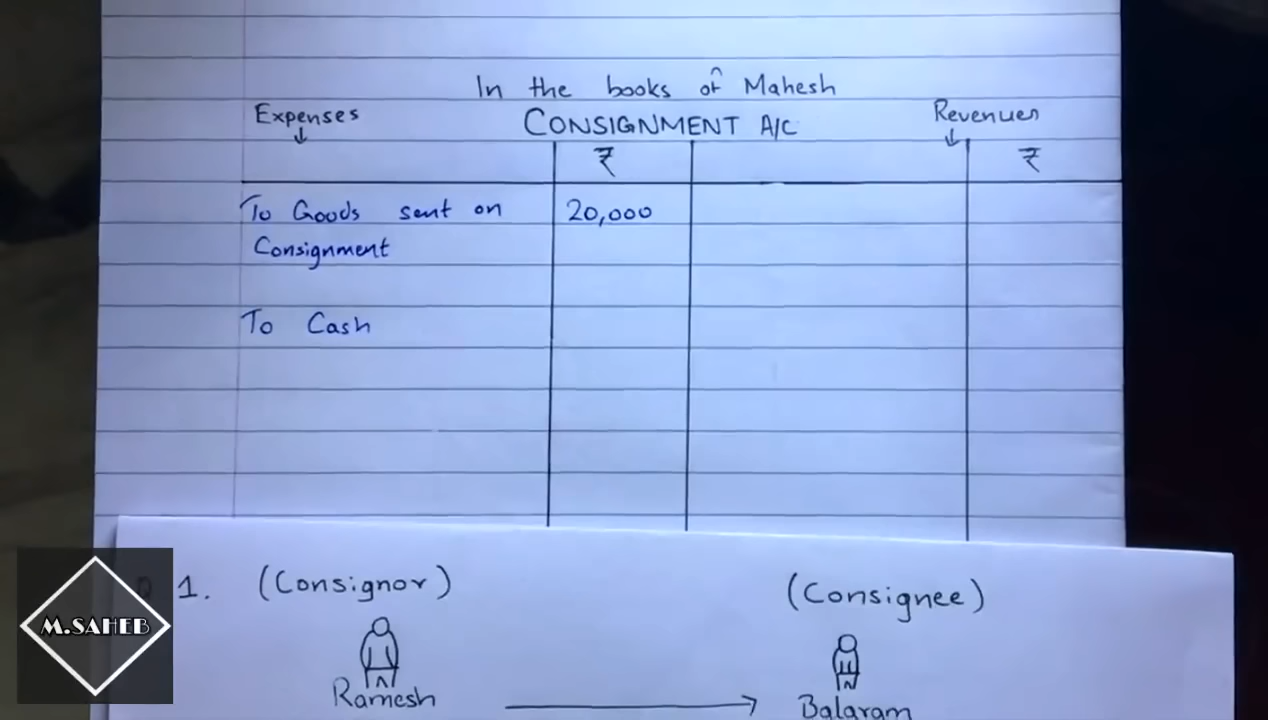 In the books of Mahesh
Expenses CONSIGNMENT A/C Revenues
₹ ₹
To Goods sent on 20,000
Consignment
To Cash
Q 1. (Consignor) (Consignee)
M.SAHEB
Ramesh Balaram